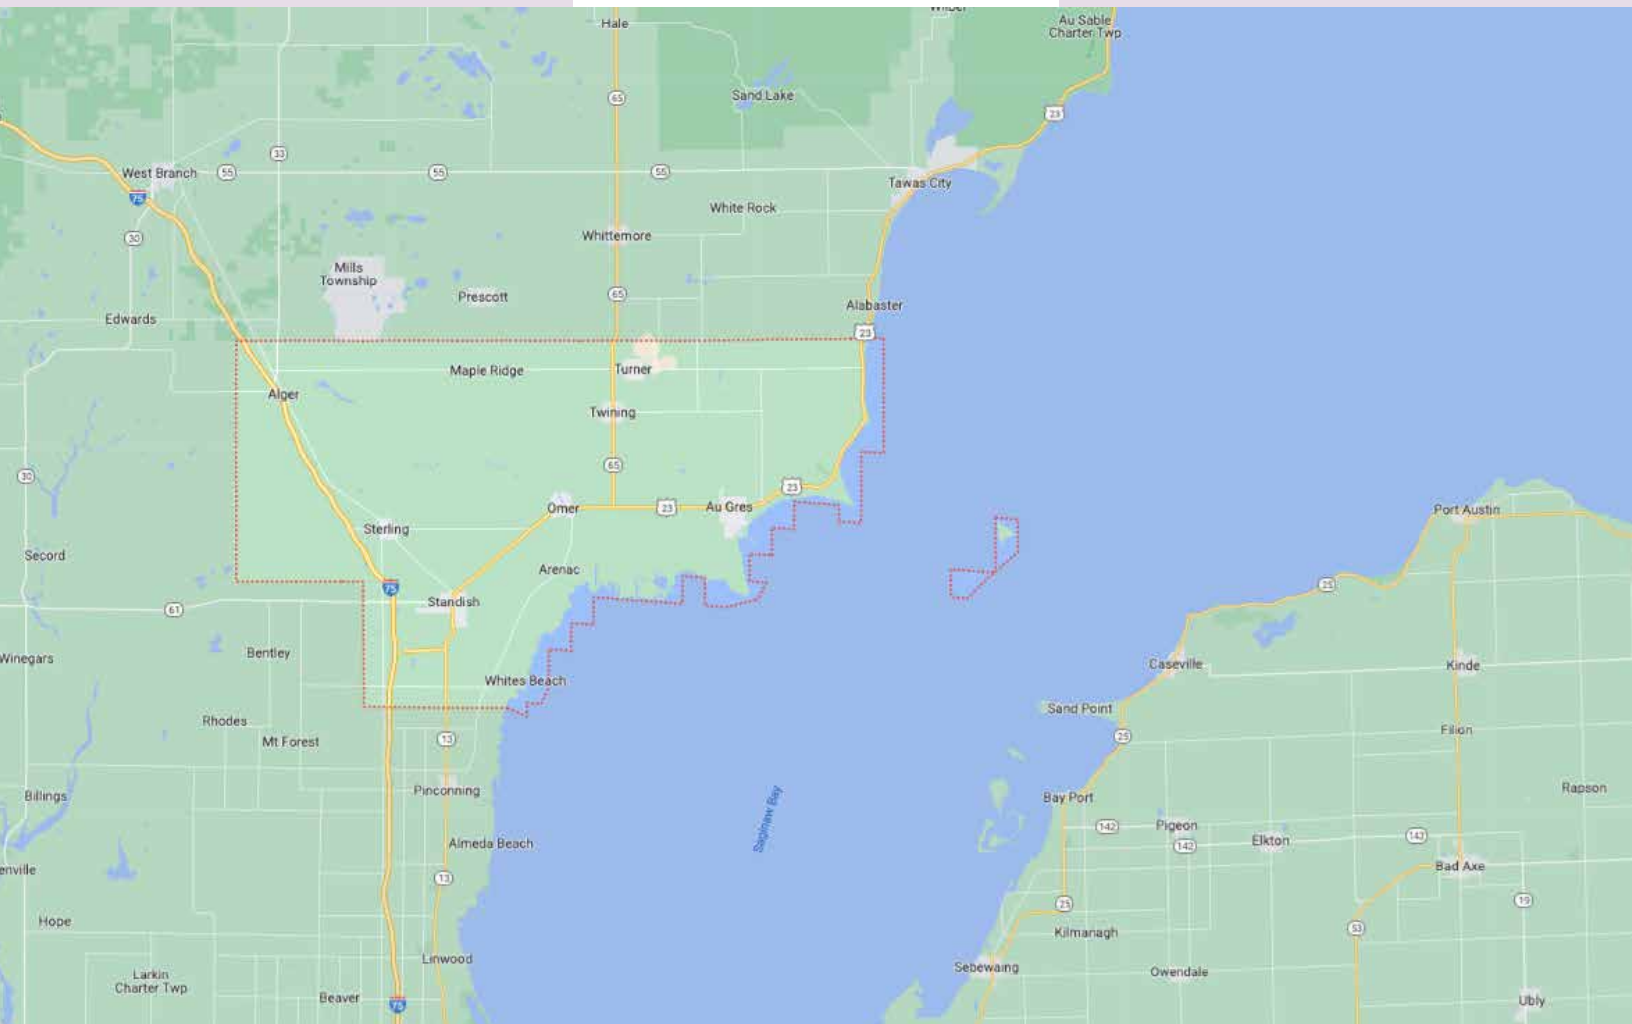 Hale
Wilber
Au Sable
Charter Twp
65
Sand Lake
23
33
West Branch
55
55
55
Tawas City
75
White Rock
30
Whittemore
Mills
Township
Prescott
65
Alabaster
Edwards
23
Maple Ridge
Turner
Alger
Twining
65
30
23
Omer
23
Au Gres
Port Austin
Sterling
Secord
Arenac
75
25
Standish
61
Bentley
Winegars
Caseville
Kinde
Whites Beach
Sand Point
Rhodes
Mt Forest
13
25
Filion
Pinconning
Billings
Bay Port
Rapson
Saginaw Bay
142
Pigeon
142
Elkton
142
Almeda Beach
Bad Axe
enville
13
25
19
Hope
Kilmanagh
53
Linwood
Sebewaing
Owendale
Larkin
Charter Twp
Beaver
75
Ubly